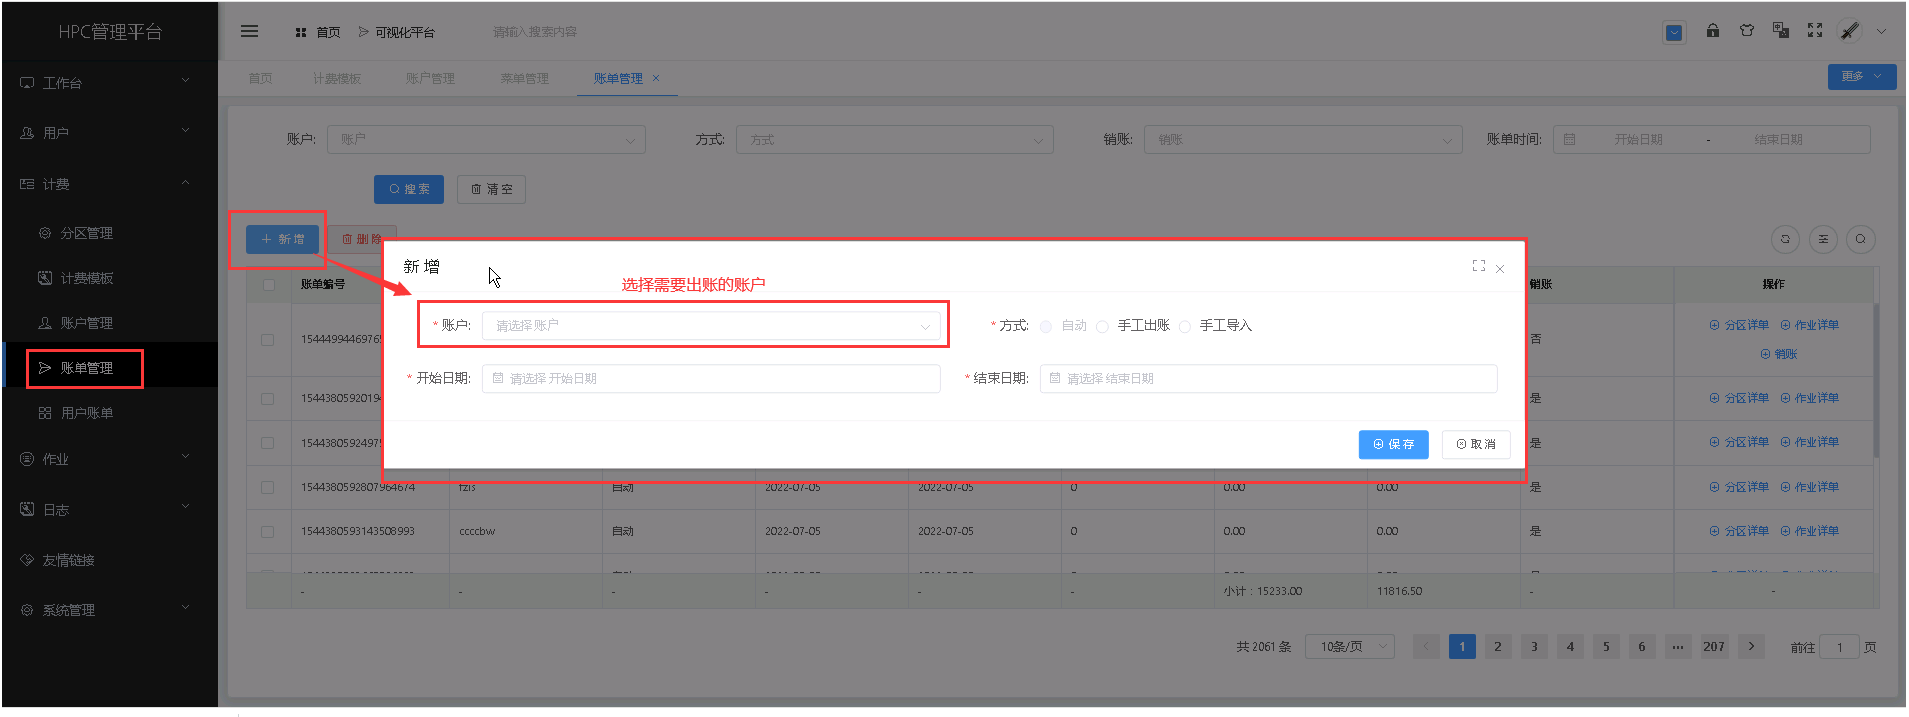 HPC管理平台
首页
可视化平台
请输入搜索内容
工作台
用户
计费
分区管理
计费模板
账户管理
账单管理
用户账单
作业
日志
友情链接
系统管理
首页
计费模板
账户管理
菜单管理
账单管理
更多
账户:
账户
方式:
方式
销账:
销账
账单时间:
开始日期
-
结束日期
搜索
清空
新增
删除
账单编号
销账
操作
新增
选择需要出账的账户
* 账户:
请选择 账户
* 方式:
自动
手工出账
手工导入
* 开始日期:
请选择 开始日期
* 结束日期:
请选择 结束日期
保存
取消
1544499446976
否
分区详单
作业详单
销账
15443805920194
是
分区详单
作业详单
15443805924975
是
分区详单
作业详单
1544380592807964674
fzls
自动
2022-07-05
2022-07-05
0
0.00
0.00
是
分区详单
作业详单
1544380593143508993
ccccbw
自动
2022-07-05
2022-07-05
0
0.00
0.00
是
分区详单
作业详单
-
-
-
-
-
-
小计：15233.00
11816.50
-
-
共 2061 条
10条/页
1
2
3
4
5
6
···
207
前往
1
页